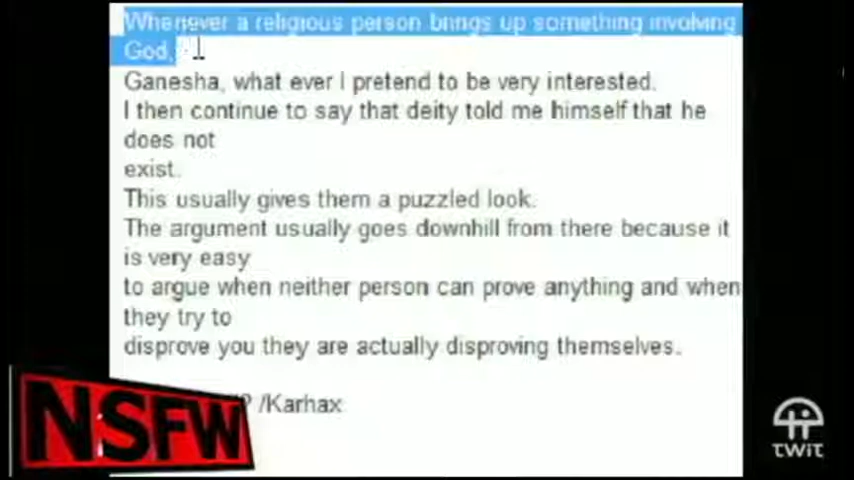 Whenever a religious person brings up something involving
God,
Ganesha, what ever I pretend to be very interested.
I then continue to say that deity told me himself that he
does not
exist.
This usually gives them a puzzled look.
The argument usually goes downhill from there because it
is very easy
to argue when neither person can prove anything and when
they try to
disprove you they are actually disproving themselves.
/Karhax
NSFW
TWiT